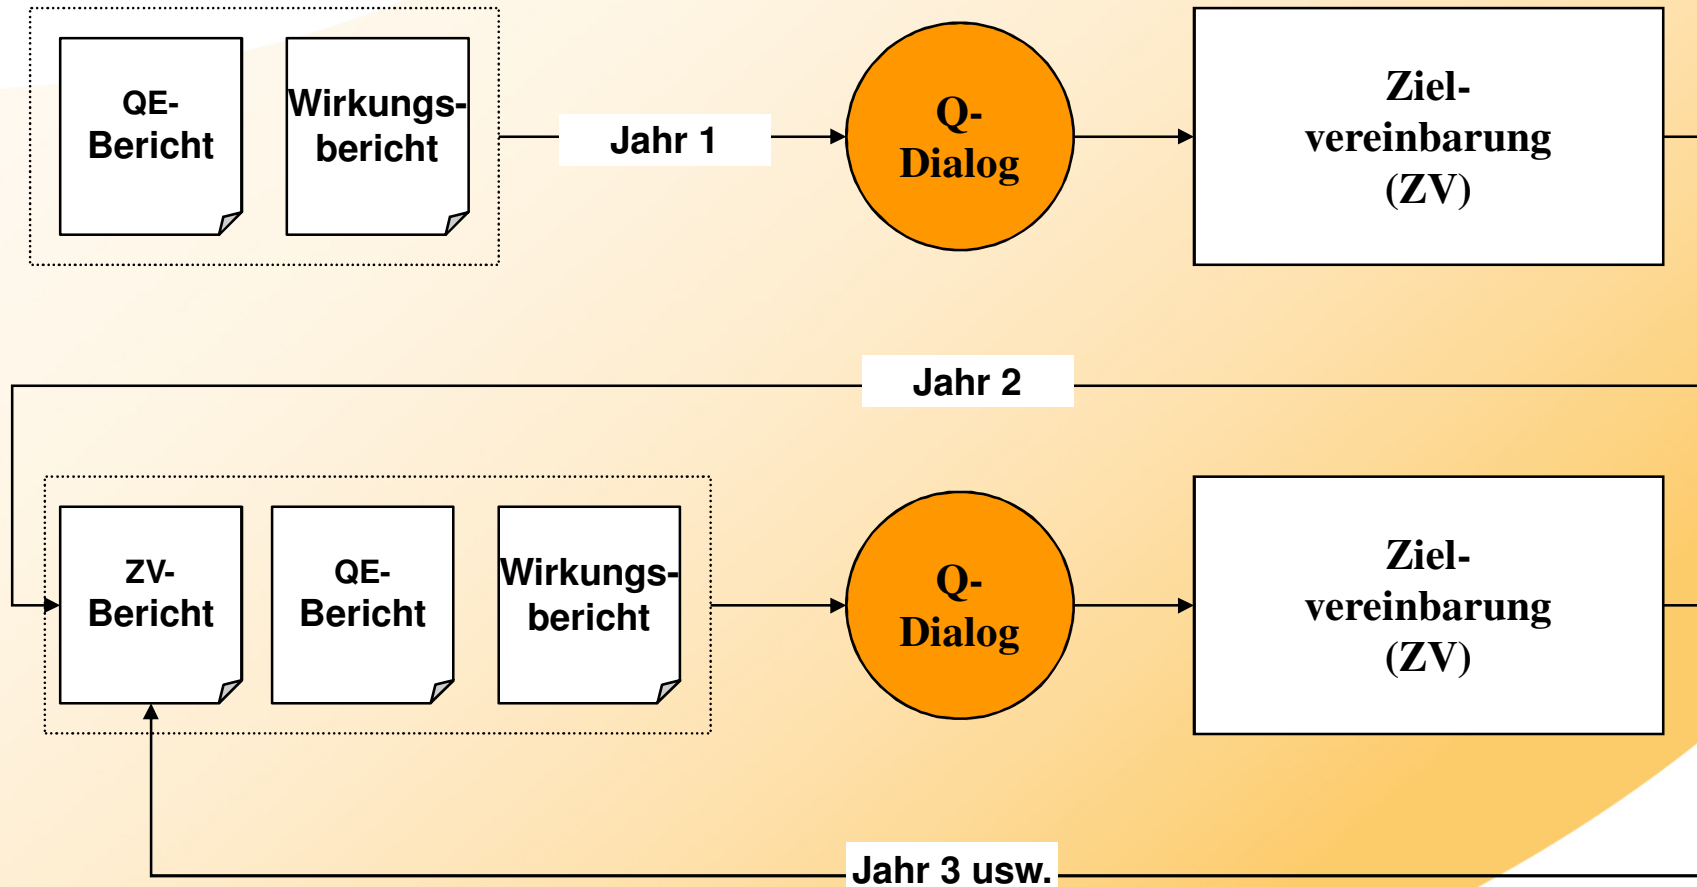 QE-
Bericht
Wirkungs-
bericht
Jahr 1
Q-
Dialog
Ziel-
vereinbarung
(ZV)
Jahr 2
ZV-
Bericht
QE-
Bericht
Wirkungs-
bericht
Q-
Dialog
Ziel-
vereinbarung
(ZV)
Jahr 3 usw.